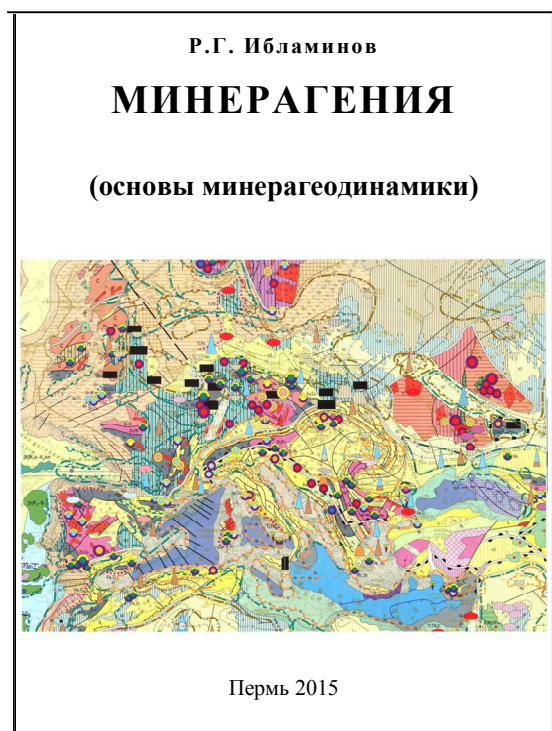 Р.Г. Ибламинов
МИНЕРАГЕНИЯ
(основы минерагеодинамики)
Пермь 2015